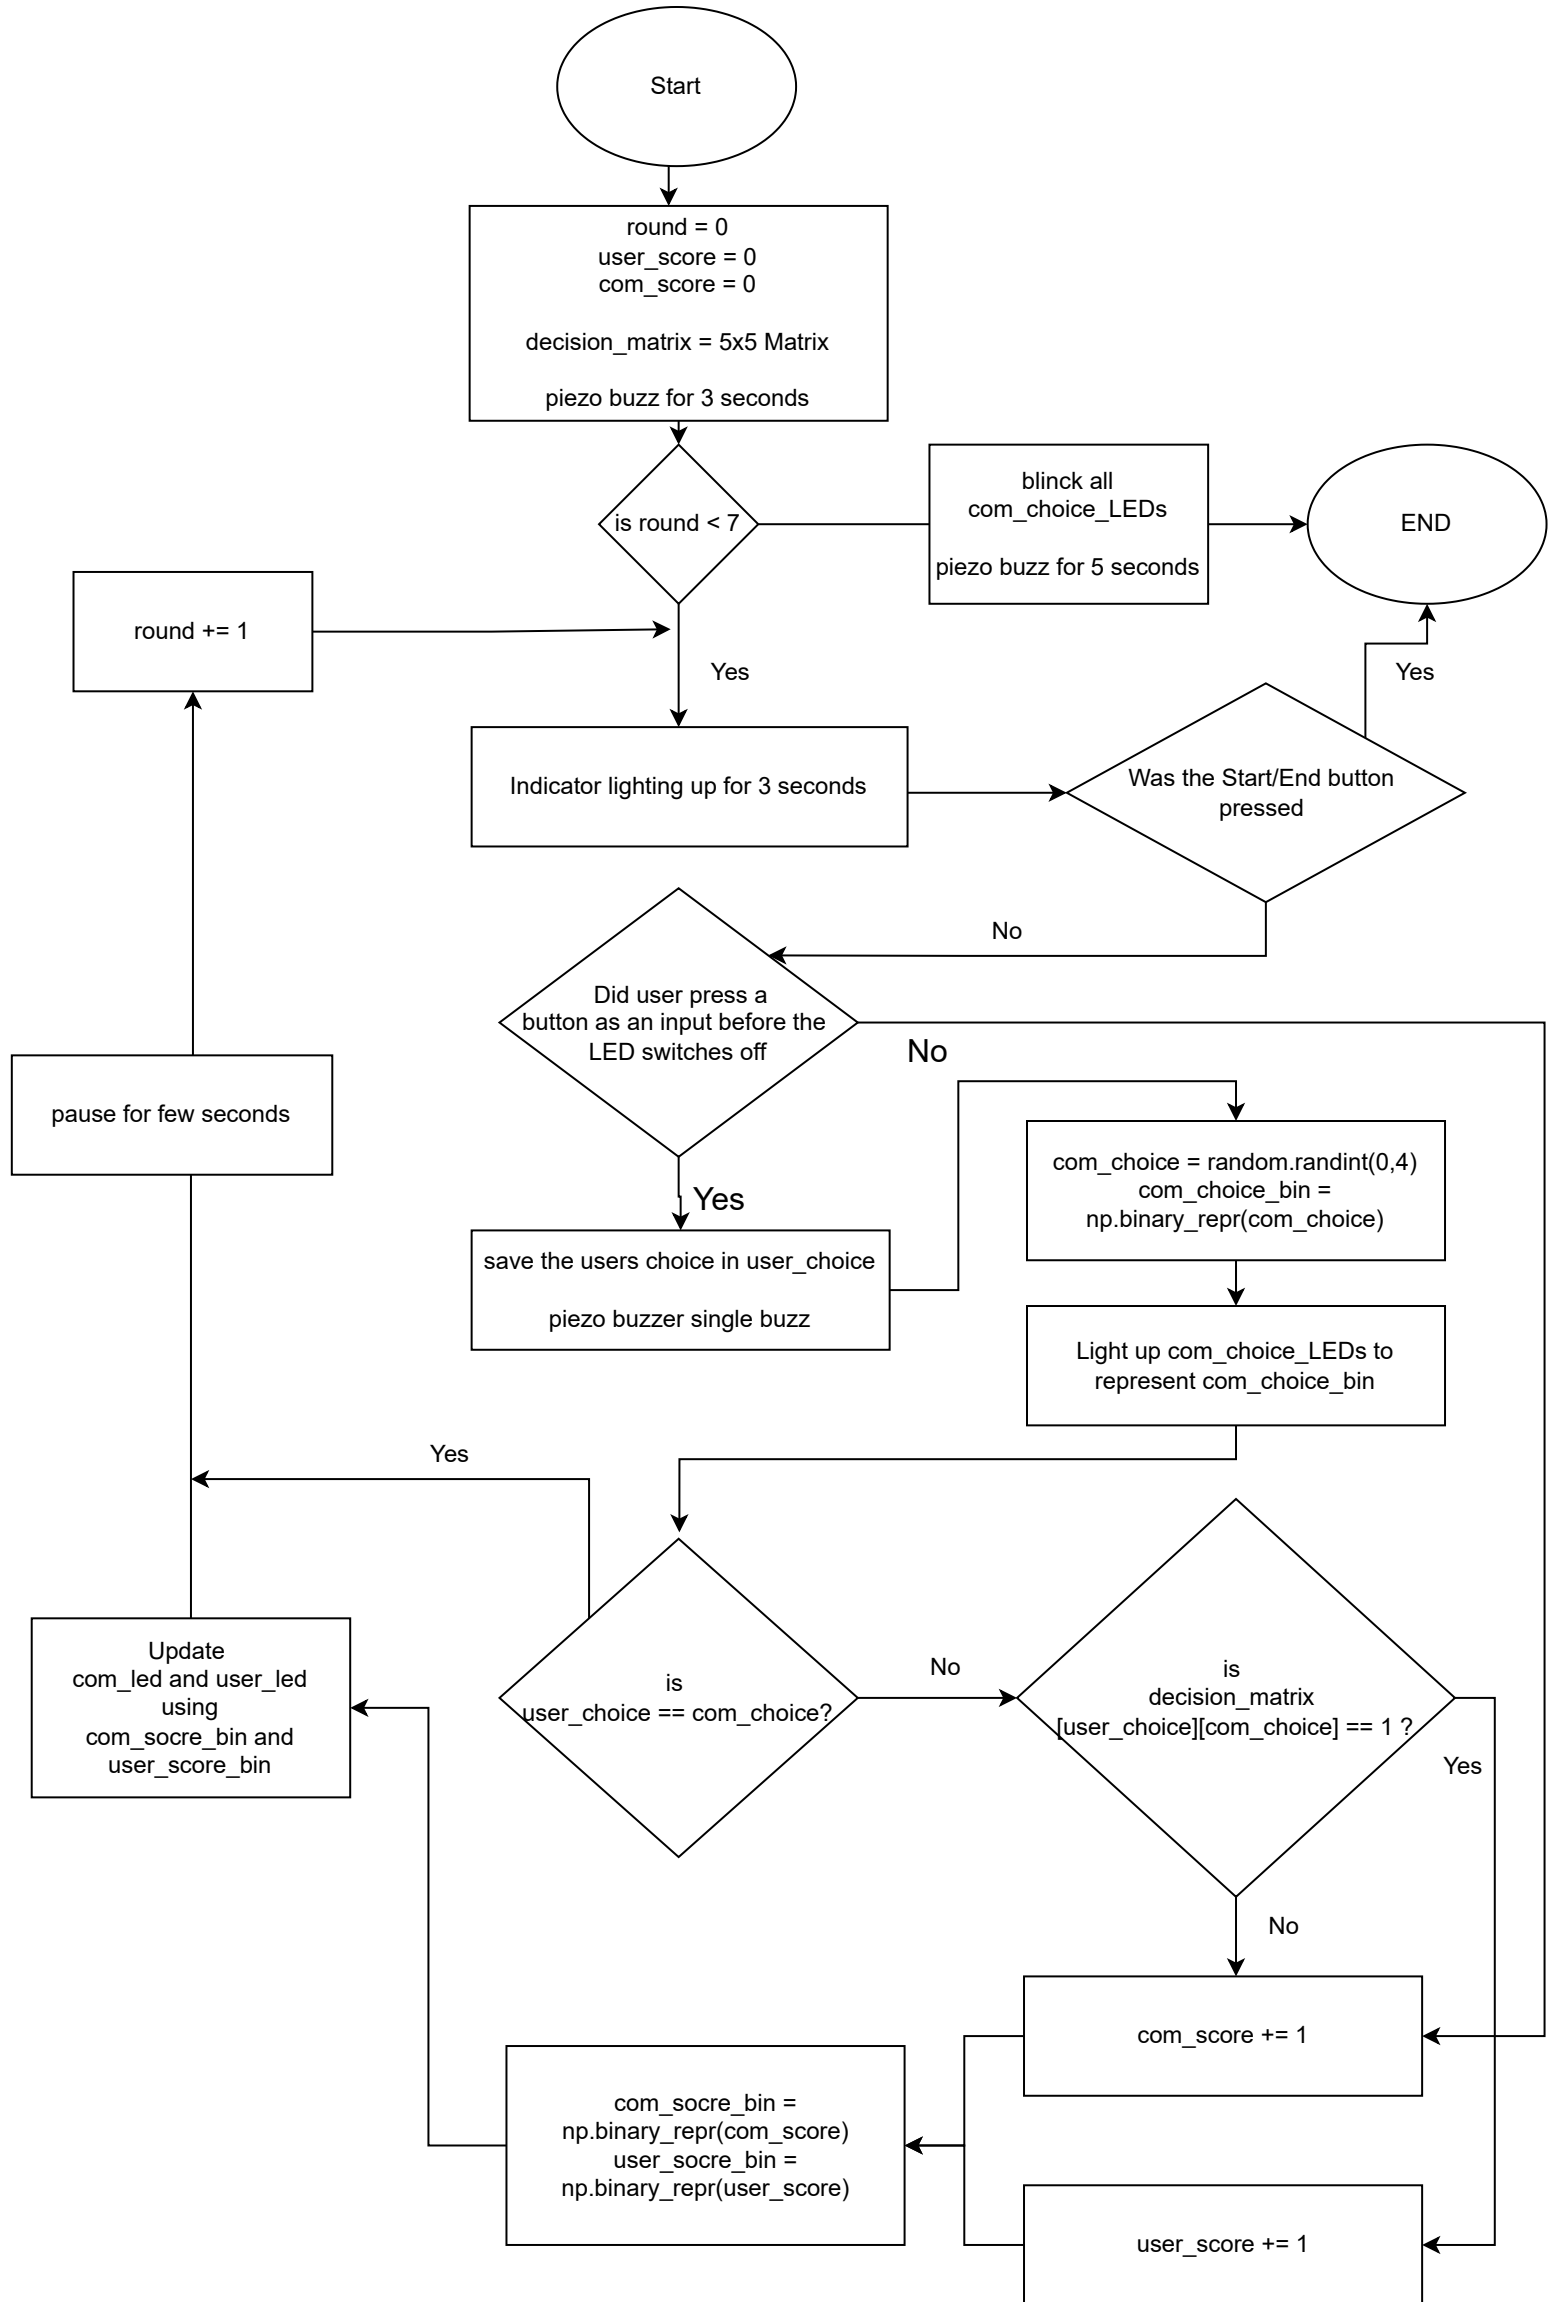 Start
round = 0
user_score = 0
com_score = 0
decision_matrix = 5x5 Matrix
piezo buzz for 3 seconds
is round < 7
blinck all
com_choice_LEDs
piezo buzz for 5 seconds
END
round += 1
Yes
Yes
Indicator lighting up for 3 seconds
Was the Start/End button
pressed
No
Did user press a
button as an input before the
LED switches off
No
pause for few seconds
com_choice = random.randint(0,4)
com_choice_bin =
np.binary_repr(com_choice)
Yes
save the users choice in user_choice
piezo buzzer single buzz
Light up com_choice_LEDs to
represent com_choice_bin
Yes
Update
com_led and user_led
using
com_socre_bin and
user_score_bin
is
user_choice == com_choice?
No
is
decision_matrix
[user_choice][com_choice] == 1 ?
Yes
No
com_score += 1
com_socre_bin =
np.binary_repr(com_score)
user_socre_bin =
np.binary_repr(user_score)
user_score += 1